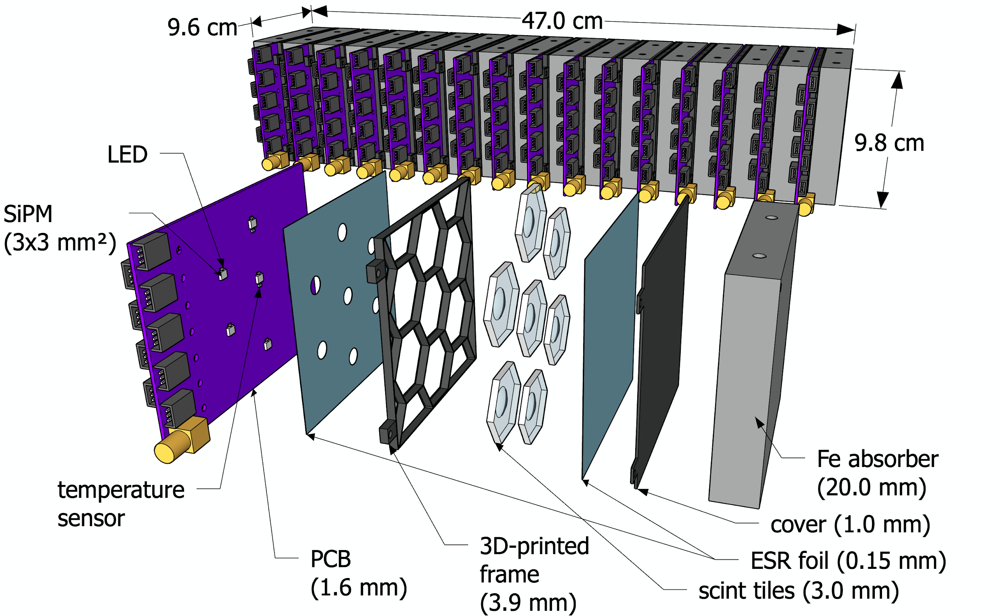 47.0 cm
9.6 cm
9.8 cm
LED
SiPM
(3x3 mm²)
temperature
sensor
PCB
(1.6 mm)
3D-printed
frame
(3.9 mm)
Fe absorber
(20.0 mm)
cover (1.0 mm)
ESR foil (0.15 mm)
scint tiles (3.0 mm)